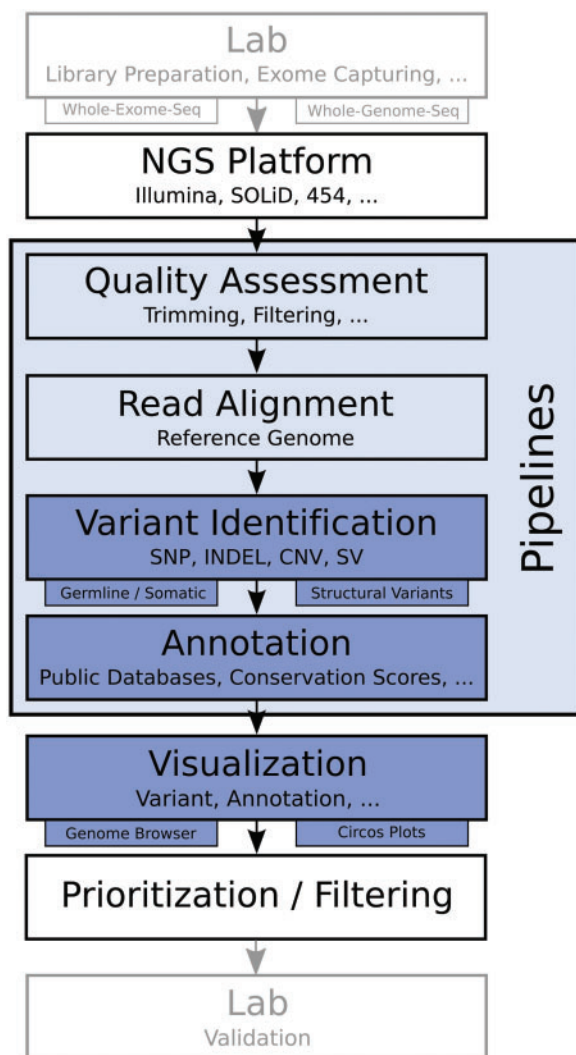 Lab
Library Preparation, Exome Capturing, ...
Whole-Exome-Seq
Whole-Genome-Seq
NGS Platform
Illumina, SOLiD, 454, ...
Pipelines
Quality Assessment
Trimming, Filtering, ...
Read Alignment
Reference Genome
Variant Identification
SNP, INDEL, CNV, SV
Germline / Somatic
Structural Variants
Annotation
Public Databases, Conservation Scores, ...
Visualization
Variant, Annotation, ...
Genome Browser
Circos Plots
Prioritization / Filtering
Lab
Validation